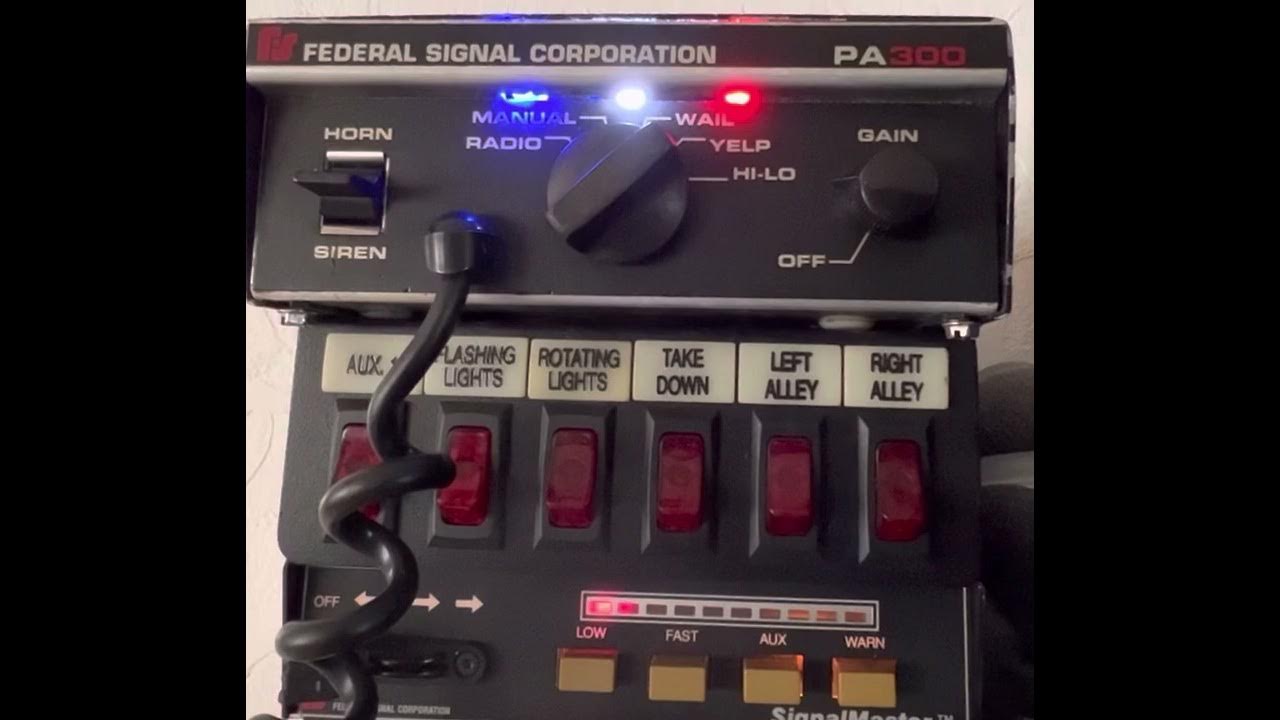 FEDERAL SIGNAL CORPORATION PA300
MANUAL WAIL
RADIO YELP
HI-LO
HORN
SIREN
GAIN
OFF
AUX.
FLASHING
LIGHTS
ROTATING
LIGHTS
TAKE
DOWN
LEFT
ALLEY
RIGHT
ALLEY
OFF
LOW FAST AUX WARN
FEDERAL SIGNAL CORPORATION
SignalMaster™